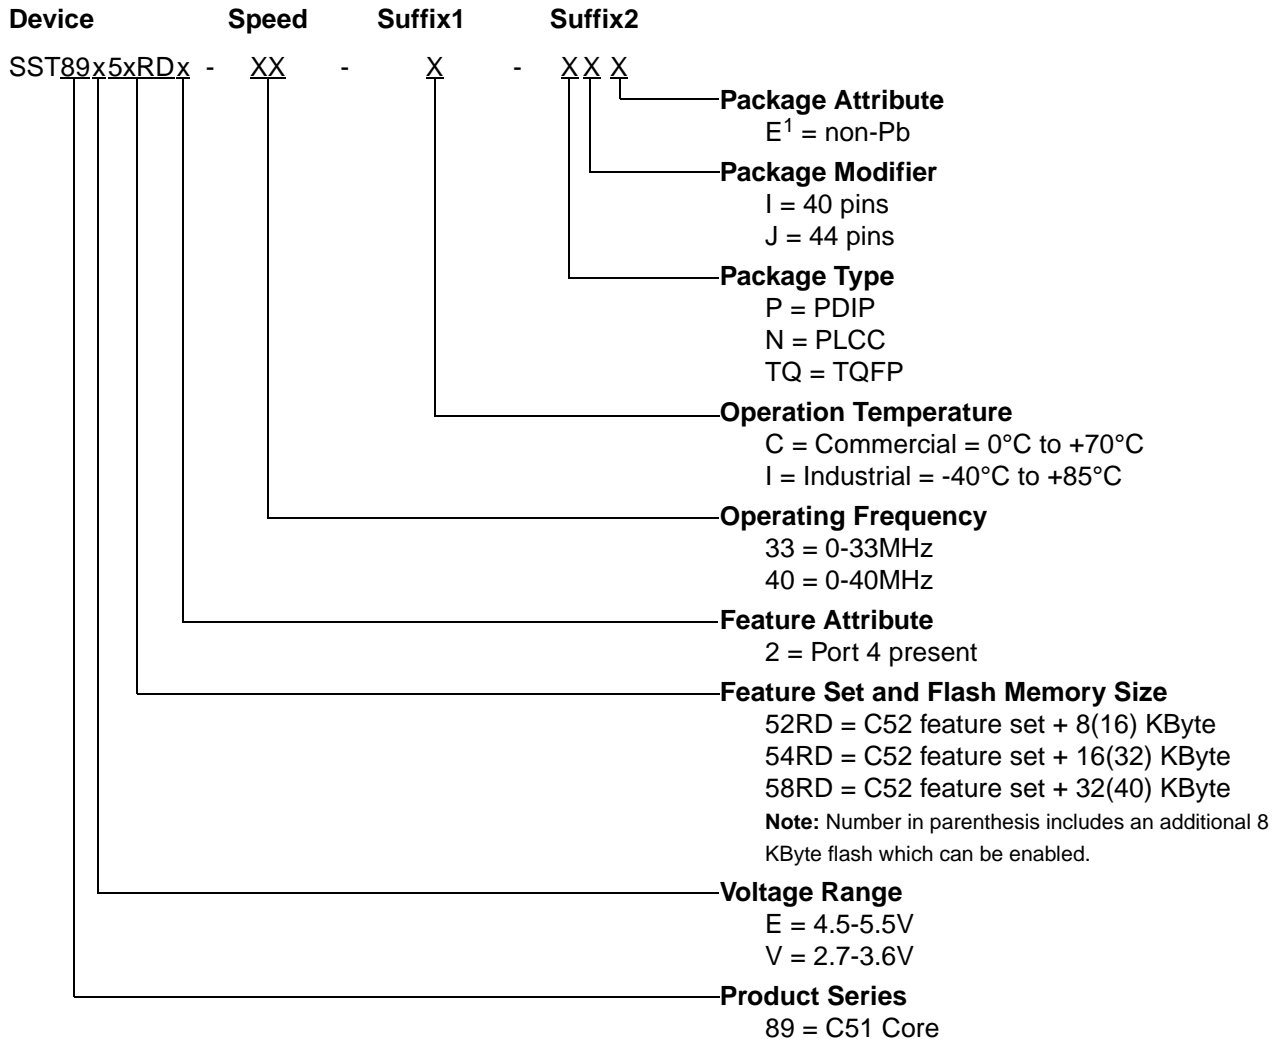 Device Speed Suffix1 Suffix2
SST89x5xRDx - XX - X - XX X
Package Attribute
E1 = non-Pb
Package Modifier
I = 40 pins
J = 44 pins
Package Type
P = PDIP
N = PLCC
TQ = TQFP
Operation Temperature
C = Commercial = 0°C to +70°C
I = Industrial = -40°C to +85°C
Operating Frequency
33 = 0-33MHz
40 = 0-40MHz
Feature Attribute
2 = Port 4 present
Feature Set and Flash Memory Size
52RD = C52 feature set + 8(16) KByte
54RD = C52 feature set + 16(32) KByte
58RD = C52 feature set + 32(40) KByte
Note: Number in parenthesis includes an additional 8
KByte flash which can be enabled.
Voltage Range
E = 4.5-5.5V
V = 2.7-3.6V
Product Series
89 = C51 Core